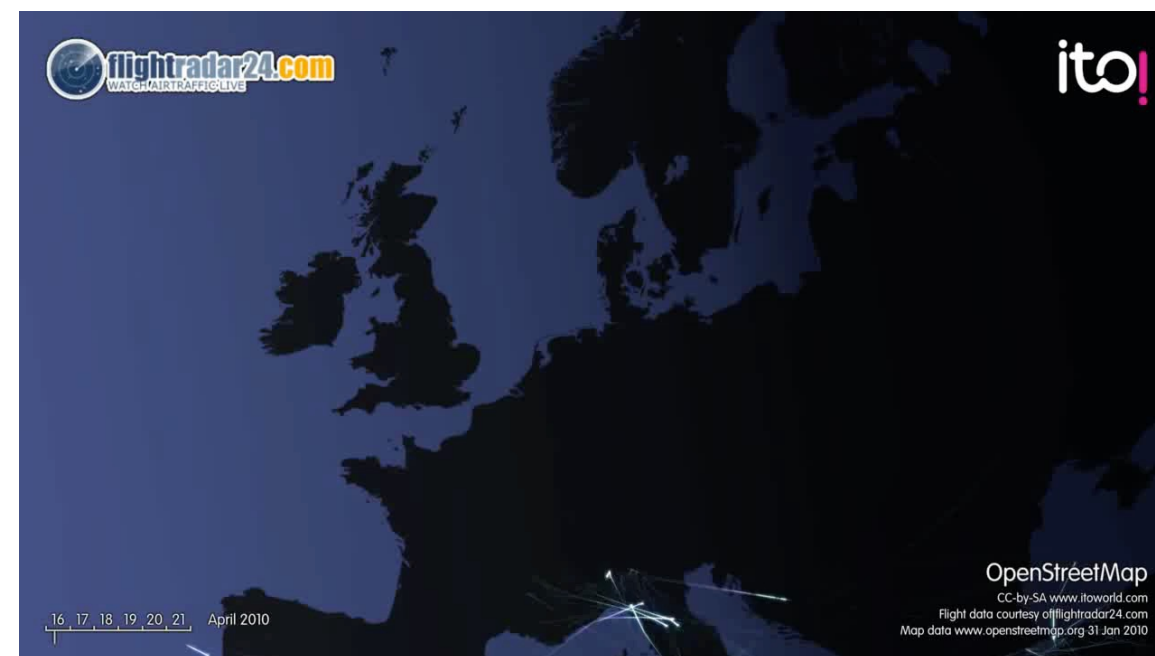 flightradar24.com
WATCH AIRTRAFFIC LIVE
ito!
OpenStreetMap
CC-by-SA www.itoworld.com
Flight data courtesy of flightradar24.com
Map data www.openstreetmap.org 31 Jan 2010
16 17 18 19 20 21 April 2010